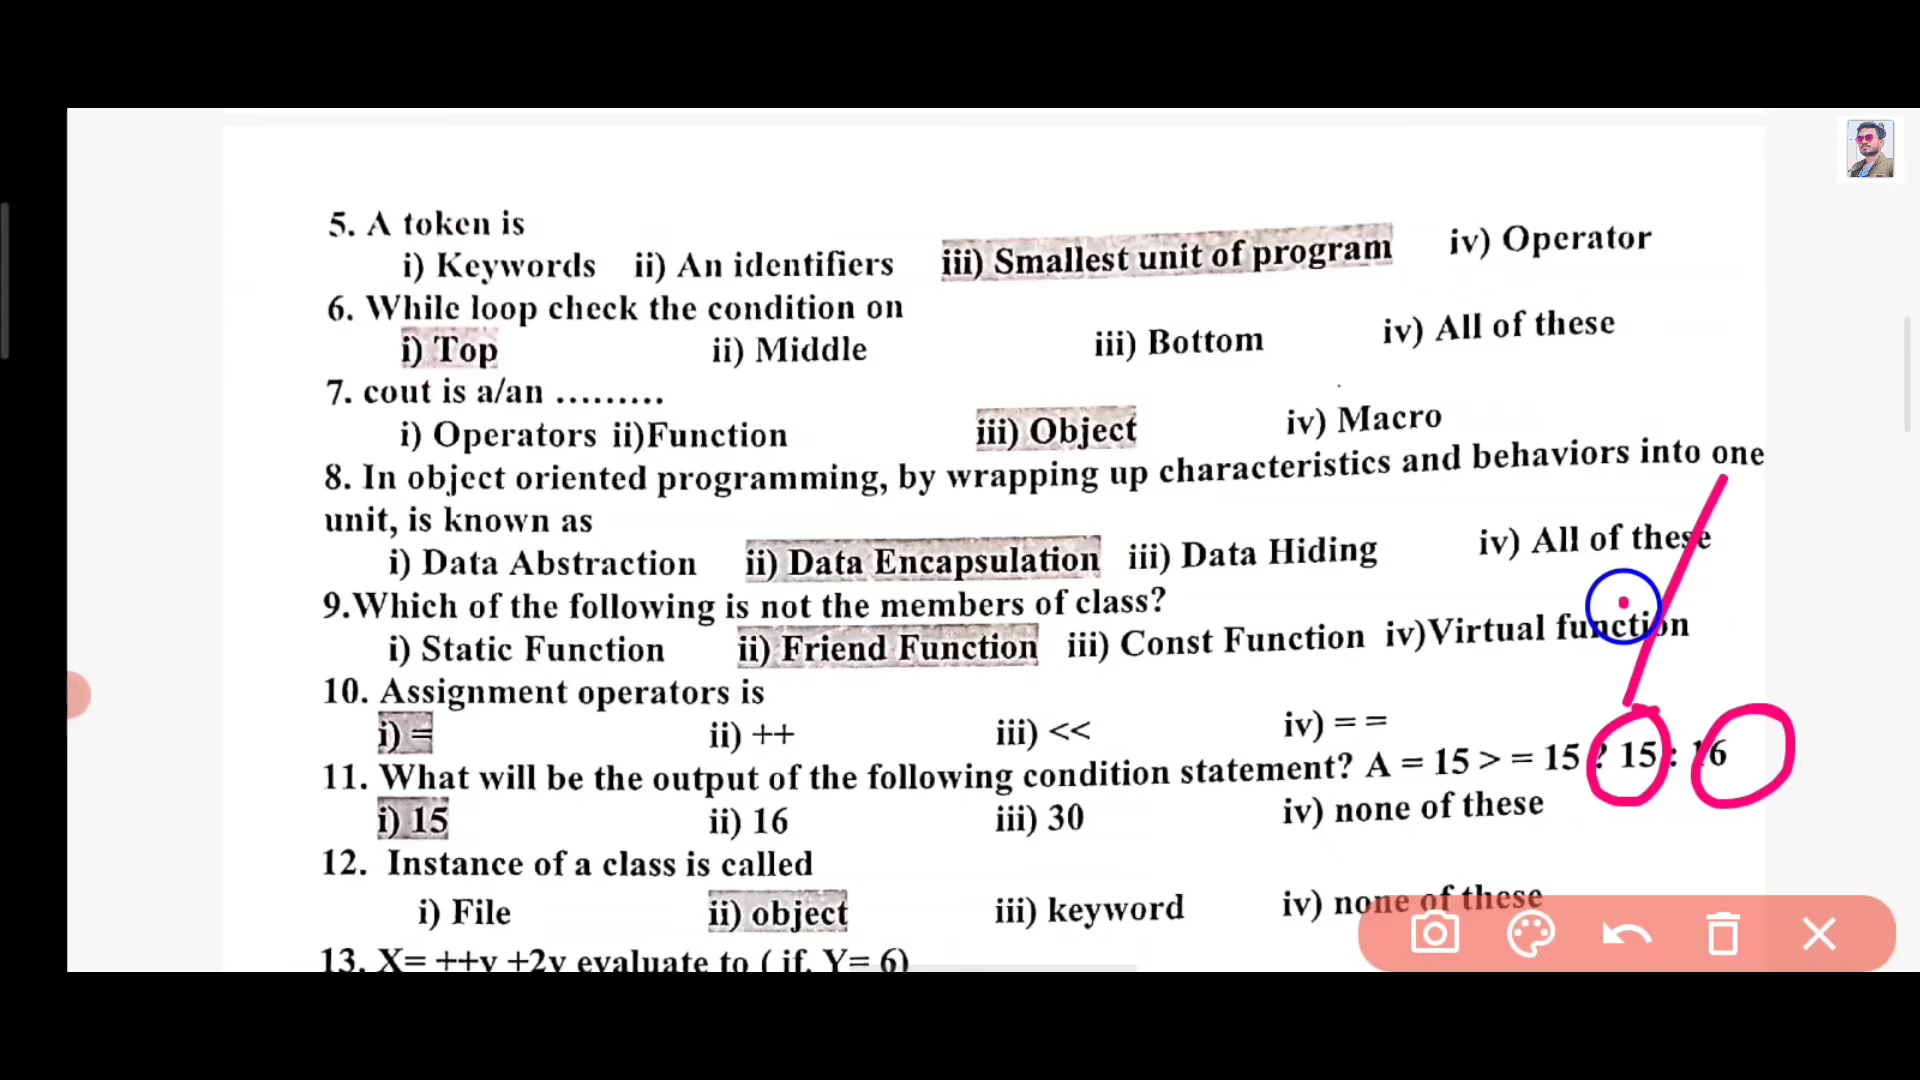 5. A token is
i) Keywords ii) An identifiers iii) Smallest unit of program iv) Operator
6. While loop check the condition on
i) Top ii) Middle iii) Bottom iv) All of these
7. cout is a/an .........
i) Operators ii)Function iii) Object iv) Macro
8. In object oriented programming, by wrapping up characteristics and behaviors into one
unit, is known as
i) Data Abstraction ii) Data Encapsulation iii) Data Hiding iv) All of these
9.Which of the following is not the members of class?
i) Static Function ii) Friend Function iii) Const Function iv)Virtual function
10. Assignment operators is
i) = ii) ++ iii) << iv) = =
11. What will be the output of the following condition statement? A = 15 > = 15 ? 15 : 16
i) 15 ii) 16 iii) 30 iv) none of these
12. Instance of a class is called
i) File ii) object iii) keyword iv) none of these
13. X= ++y +2y evaluate to ( if, Y= 6)